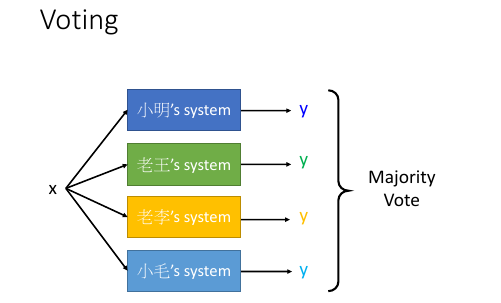 Voting
小明's system
y
老王's system
y
x
老李's system
y
小毛's system
y
Majority
Vote